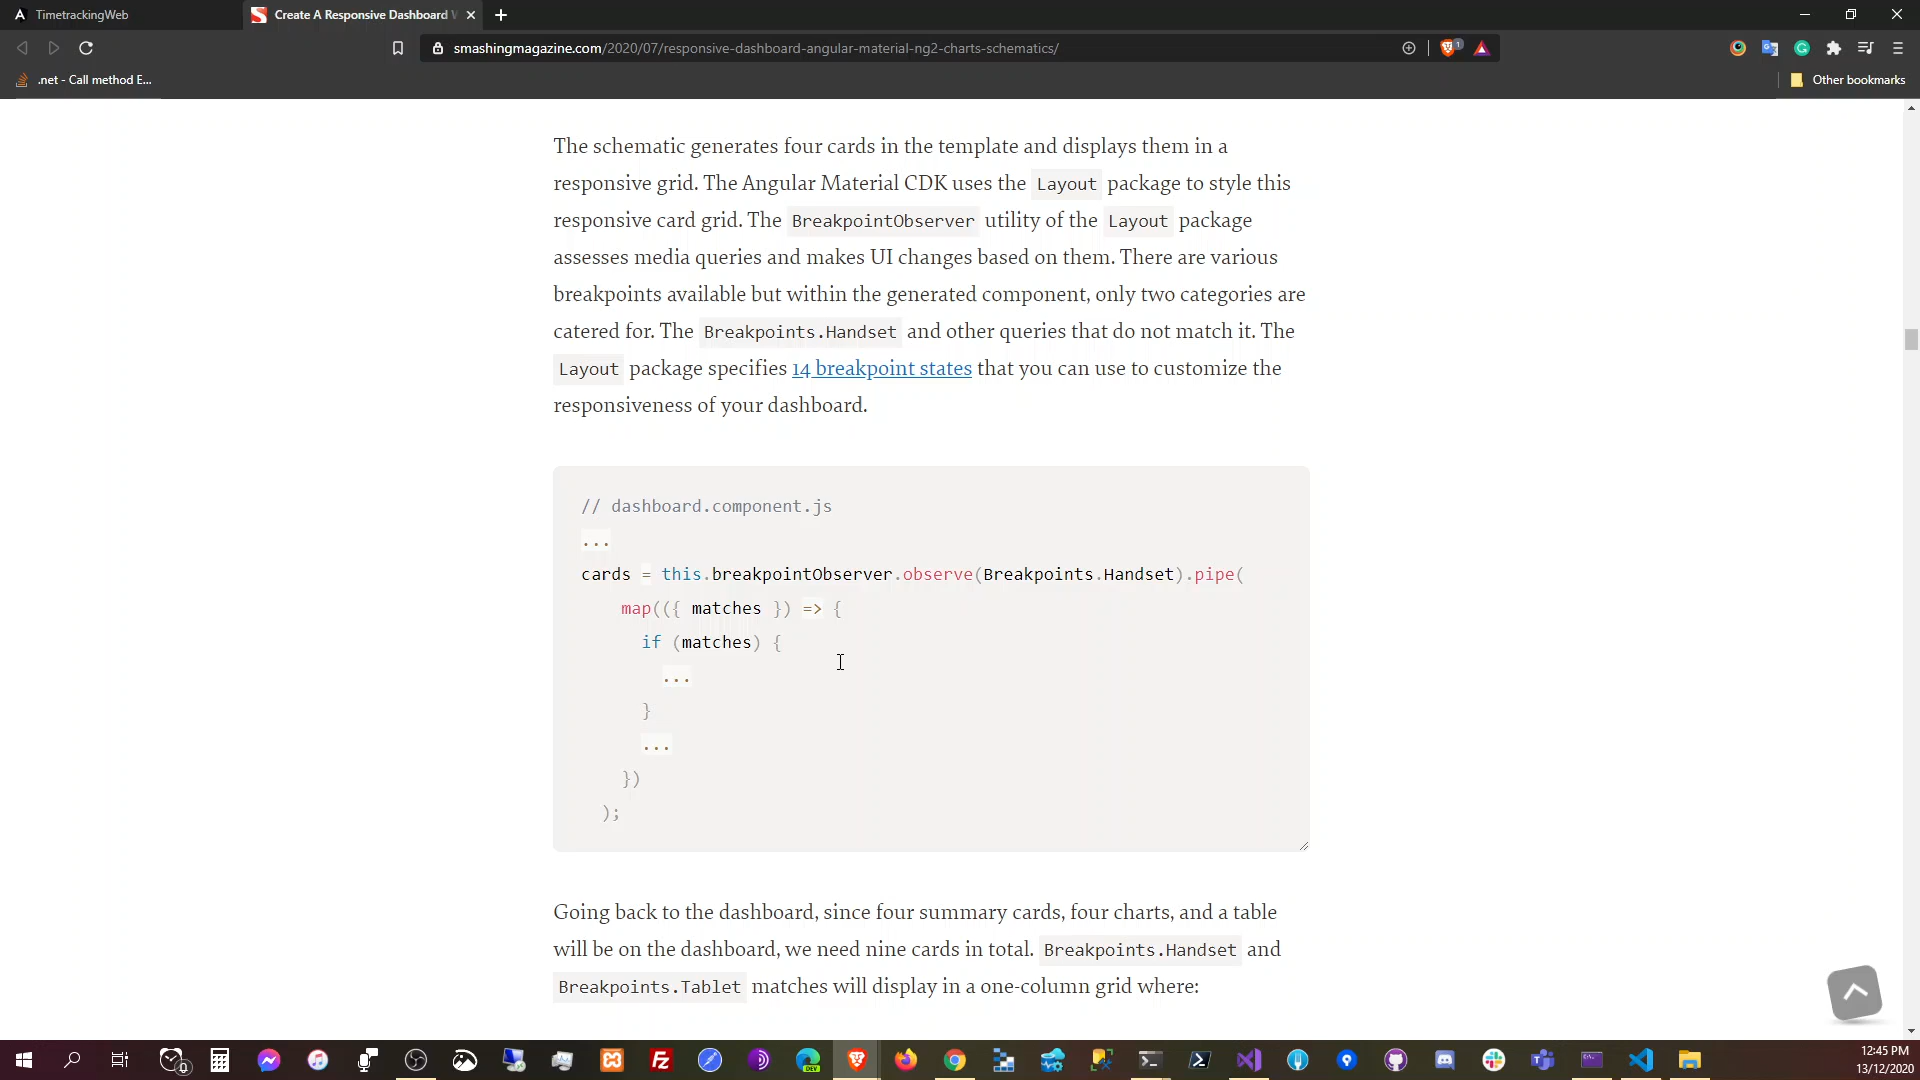 TimetrackingWeb
Create A Responsive Dashboard W
smashingmagazine.com/2020/07/responsive-dashboard-angular-material-ng2-charts-schematics/
1
.net - Call method E...
Other bookmarks
The schematic generates four cards in the template and displays them in a
responsive grid. The Angular Material CDK uses the Layout package to style this
responsive card grid. The BreakpointObserver utility of the Layout package
assesses media queries and makes UI changes based on them. There are various
breakpoints available but within the generated component, only two categories are
catered for. The Breakpoints.Handset and other queries that do not match it. The
Layout package specifies 14 breakpoint states that you can use to customize the
responsiveness of your dashboard.
// dashboard.component.js
...
cards = this.breakpointObserver.observe(Breakpoints.Handset).pipe(
map(({ matches }) => {
if (matches) {
...
}
...
})
);
Going back to the dashboard, since four summary cards, four charts, and a table
will be on the dashboard, we need nine cards in total. Breakpoints.Handset and
Breakpoints.Tablet matches will display in a one-column grid where:
12:45 PM
13/12/2020